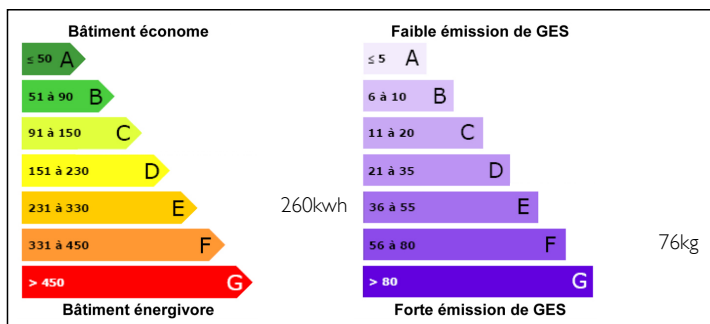 Bâtiment économe
≤ 50 A
51 à 90 B
91 à 150 C
151 à 230 D
231 à 330 E
260kwh
331 à 450 F
> 450 G
Bâtiment énergivore
Faible émission de GES
≤ 5 A
6 à 10 B
11 à 20 C
21 à 35 D
36 à 55 E
56 à 80 F
76kg
> 80 G
Forte émission de GES